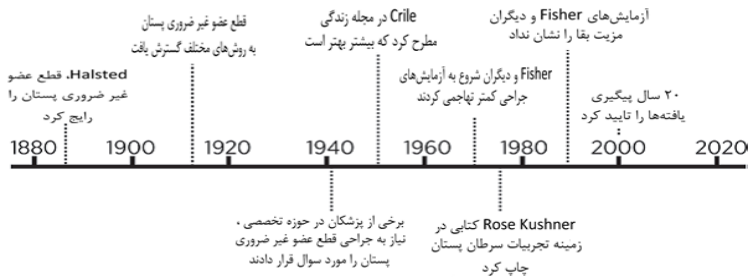 Halsted، قطع عضو
غیر ضروری پستان را
رایج کرد
قطع عضو غیر ضروری پستان
به روش‌های مختلف گسترش یافت
Crile در مجله زندگی
مطرح کرد که بیشتر بهتر است
Fisher و دیگران شروع به آزمایش‌های
جراحی کمتر تهاجمی کردند
آزمایش‌های Fisher و دیگران
مزیت بقا را نشان نداد
۲۰ سال پیگیری
یافته‌ها را تایید کرد
1880 1900 1920 1940 1960 1980 2000 2020
برخی از پزشکان در حوزه تخصصی ،
نیاز به جراحی قطع عضو غیر ضروری
پستان را مورد سوال قرار دادند
Rose Kushner کتابی در
زمینه تجربیات سرطان پستان
چاپ کرد